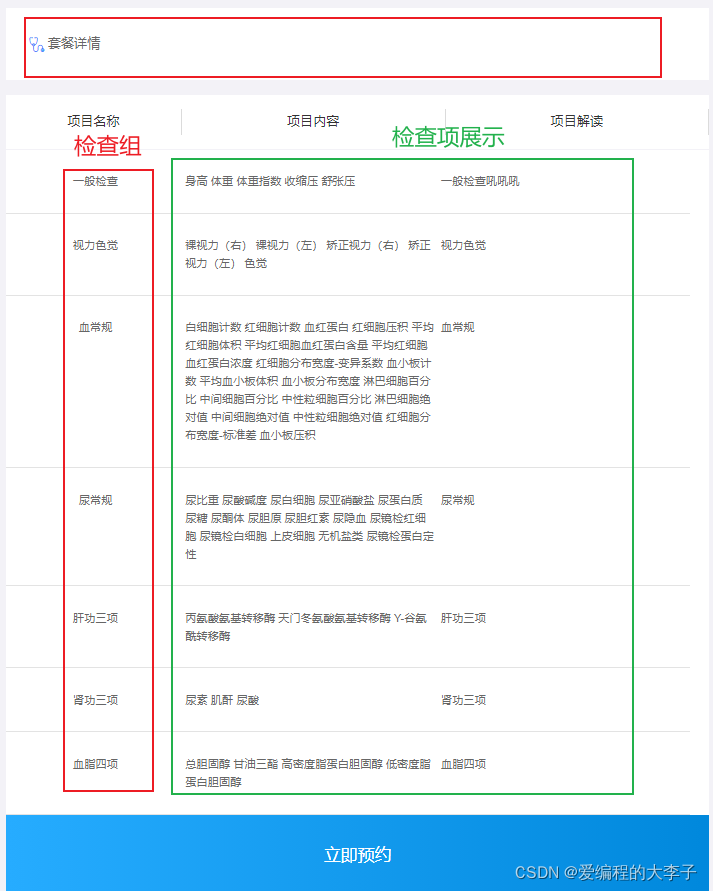 套餐详情
项目名称 项目内容 项目解读
检查组 检查项展示
一般检查 身高 体重 体重指数 收缩压 舒张压 一般检查吼吼吼
视力色觉 裸视力（右） 裸视力（左） 矫正视力（右） 矫正 视力色觉
视力（左） 色觉
血常规 白细胞计数 红细胞计数 血红蛋白 红细胞压积 平均 血常规
红细胞体积 平均红细胞血红蛋白含量 平均红细胞
血红蛋白浓度 红细胞分布宽度-变异系数 血小板计
数 平均血小板体积 血小板分布宽度 淋巴细胞百分
比 中间细胞百分比 中性粒细胞百分比 淋巴细胞绝
对值 中间细胞绝对值 中性粒细胞绝对值 红细胞分
布宽度-标准差 血小板压积
尿常规 尿比重 尿酸碱度 尿白细胞 尿亚硝酸盐 尿蛋白质 尿常规
尿糖 尿酮体 尿胆原 尿胆红素 尿隐血 尿镜检红细
胞 尿镜检白细胞 上皮细胞 无机盐类 尿镜检蛋白定
性
肝功三项 丙氨酸氨基转移酶 天门冬氨酸氨基转移酶 Y-谷氨 肝功三项
酰转移酶
肾功三项 尿素 肌酐 尿酸 肾功三项
血脂四项 总胆固醇 甘油三酯 高密度脂蛋白胆固醇 低密度脂 血脂四项
蛋白胆固醇
立即预约
CSDN @爱编程的大李子